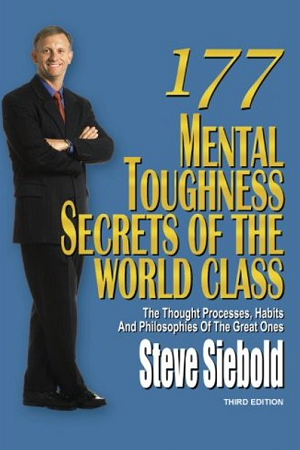 177
MENTAL
TOUGHNESS
SECRETS OF THE
WORLD CLASS
The Thought Processes, Habits
And Philosophies Of The Great Ones
Steve Siebold
THIRD EDITION